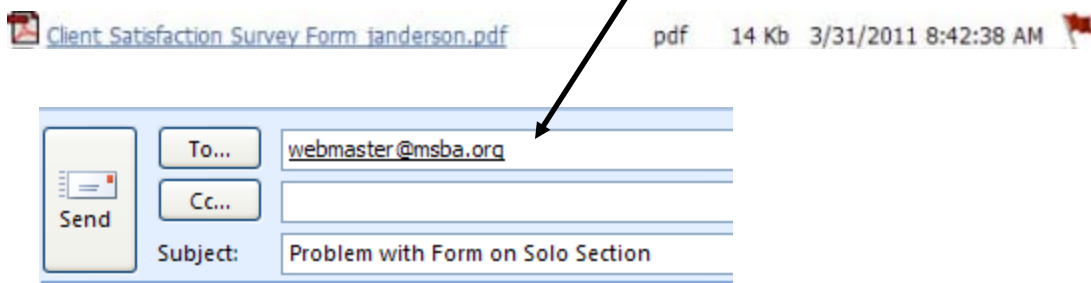 Client Satisfaction Survey Form janderson.pdf pdf 14 Kb 3/31/2011 8:42:38 AM
To... webmaster@msba.org
Cc...
Send
Subject: Problem with Form on Solo Section